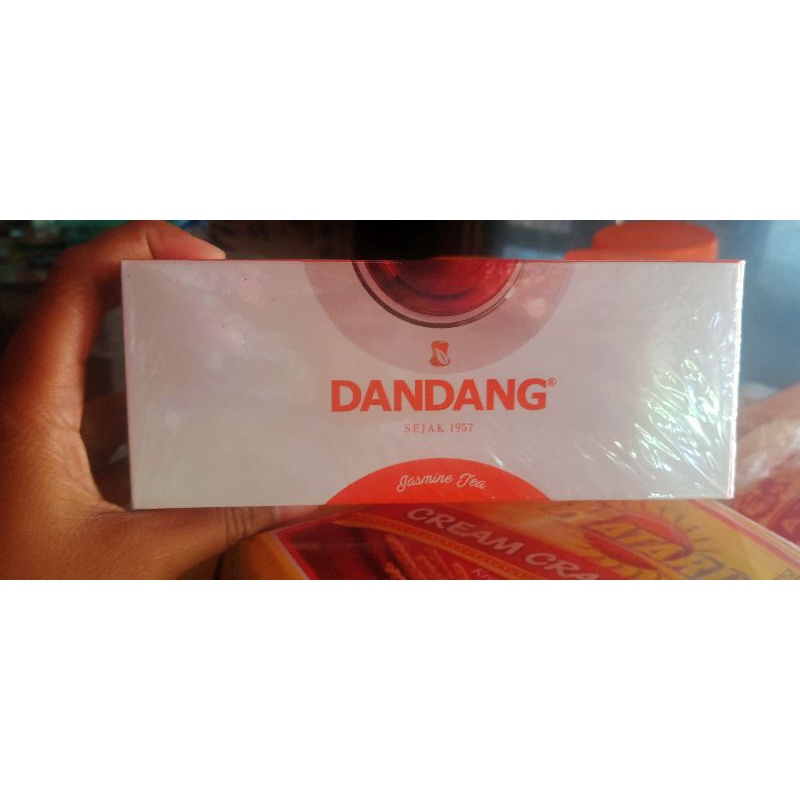 DANDANG®
SEJAK 1957
Jasmine Tea
CREAM CRA